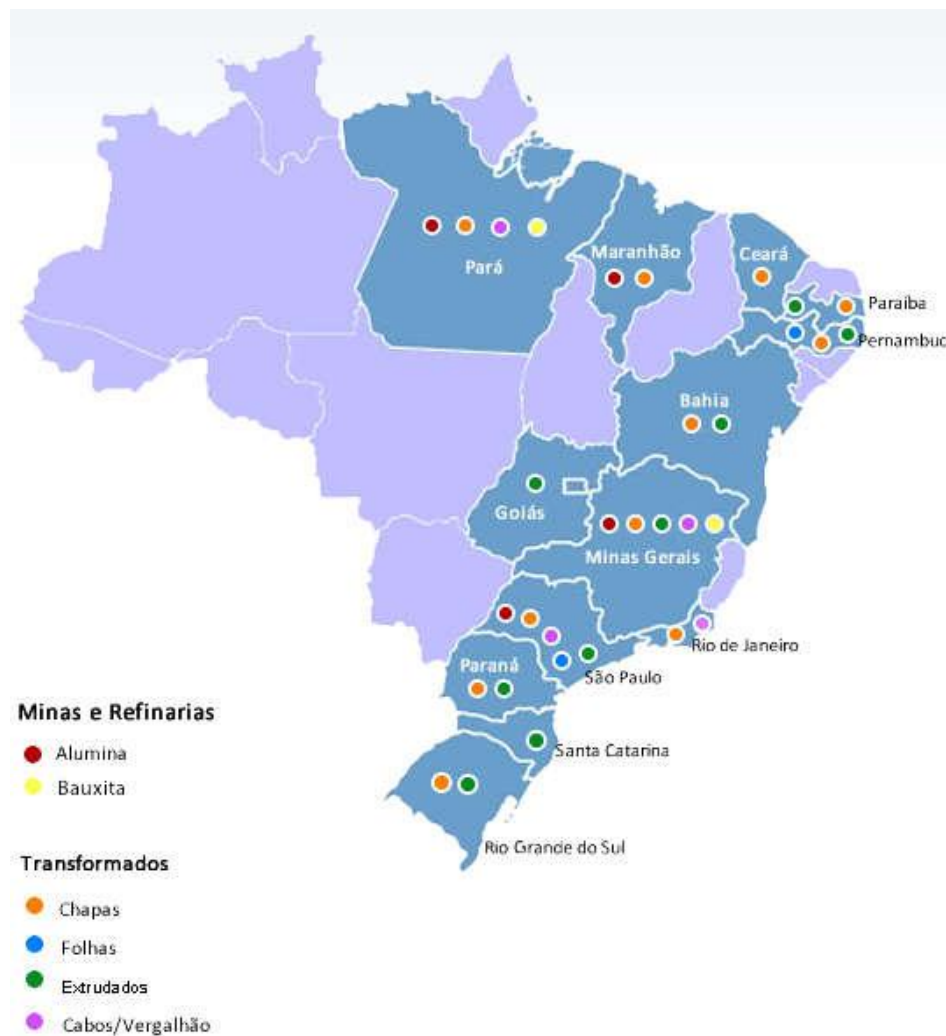 Pará
Maranhão
Ceará
Paraiba
Pernambuc
Bahia
Goiás
Minas Gerais
Rio de Janeiro
São Paulo
Paraná
Santa Catarina
Rio Grande do Sul
Minas e Refinarias
Alumina
Bauxita
Transformados
Chapas
Folhas
Extrudados
Cabos/Vergalhão